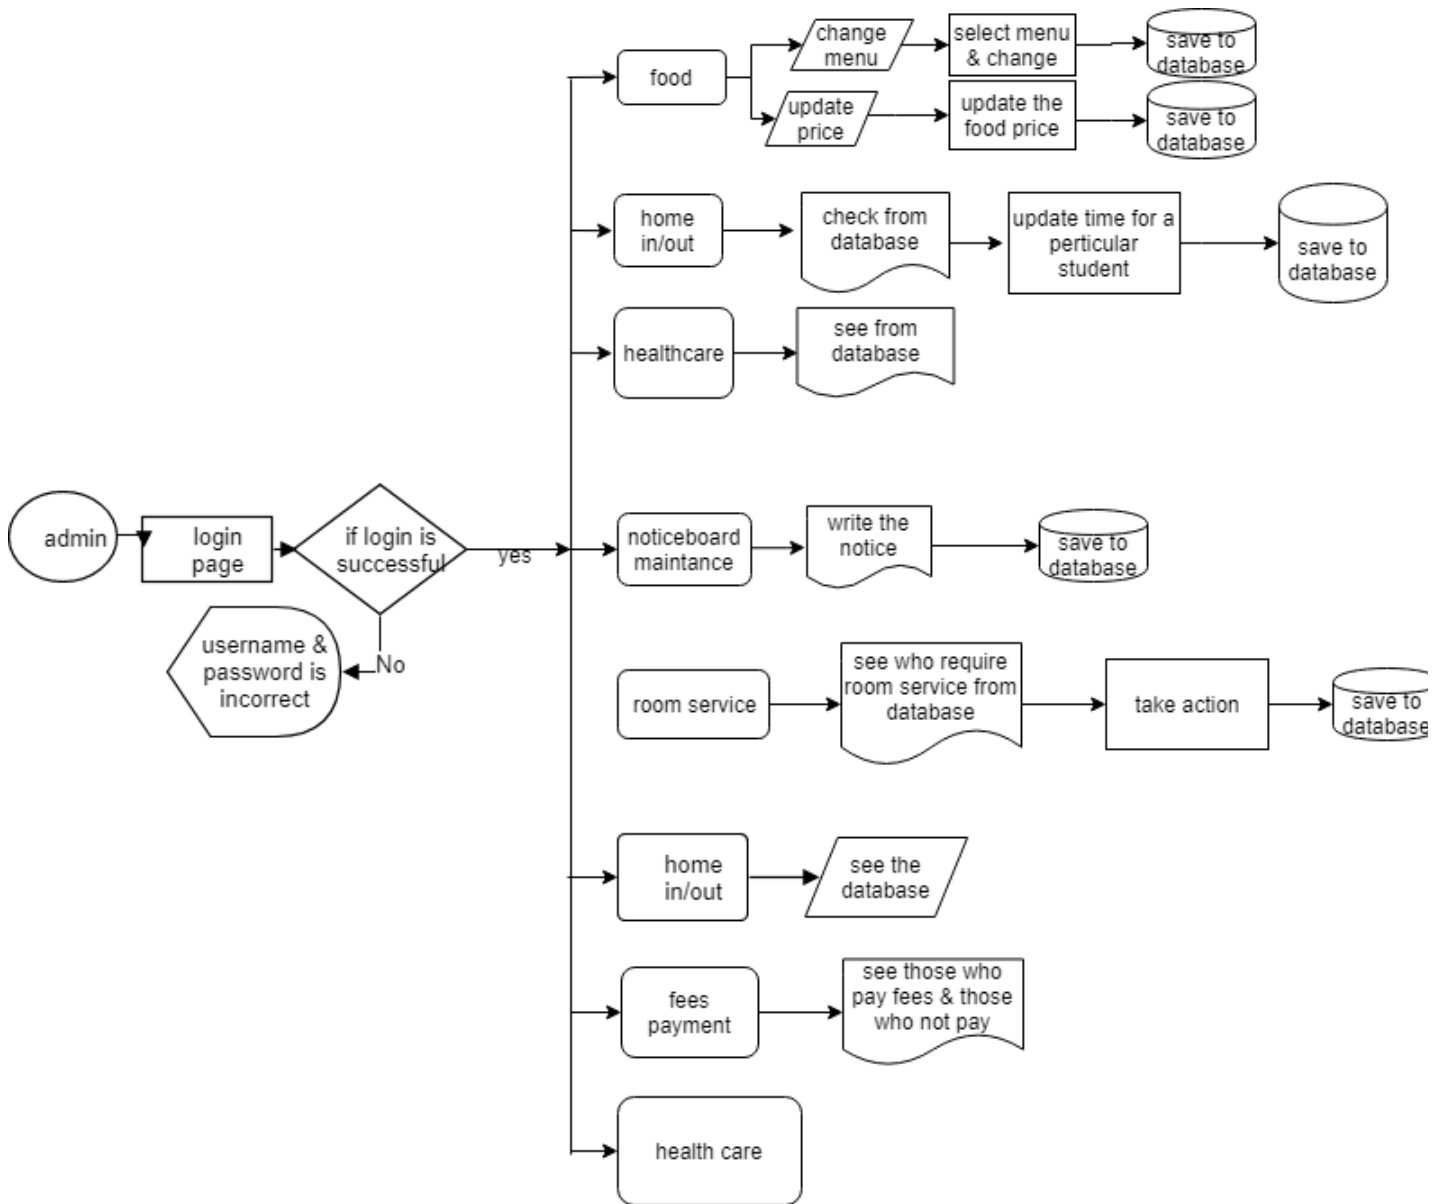 change
menu
select menu
& change
save to
database
food
update
price
update the
food price
save to
database
home
in/out
check from
database
update time for a
perticular
student
save to
database
healthcare
see from
database
admin
login
page
if login is
successful
yes
No
username &
password is
incorrect
noticeboard
maintance
write the
notice
save to
database
room service
see who require
room service from
database
take action
save to
database
home
in/out
see the
database
fees
payment
see those who
pay fees & those
who not pay
health care